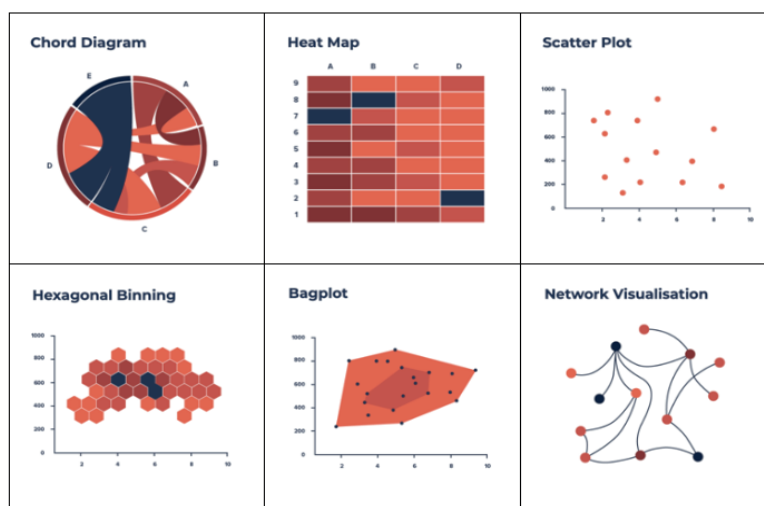 Chord Diagram
E
A
B
C
D
Heat Map
A B C D
9
8
7
6
5
4
3
2
1
Scatter Plot
1000
800
600
400
200
0
2 4 6 8 10
Hexagonal Binning
1000
800
600
400
200
0
2 4 6 8 10
Bagplot
1000
800
600
400
200
0
2 4 6 8 10
Network Visualisation